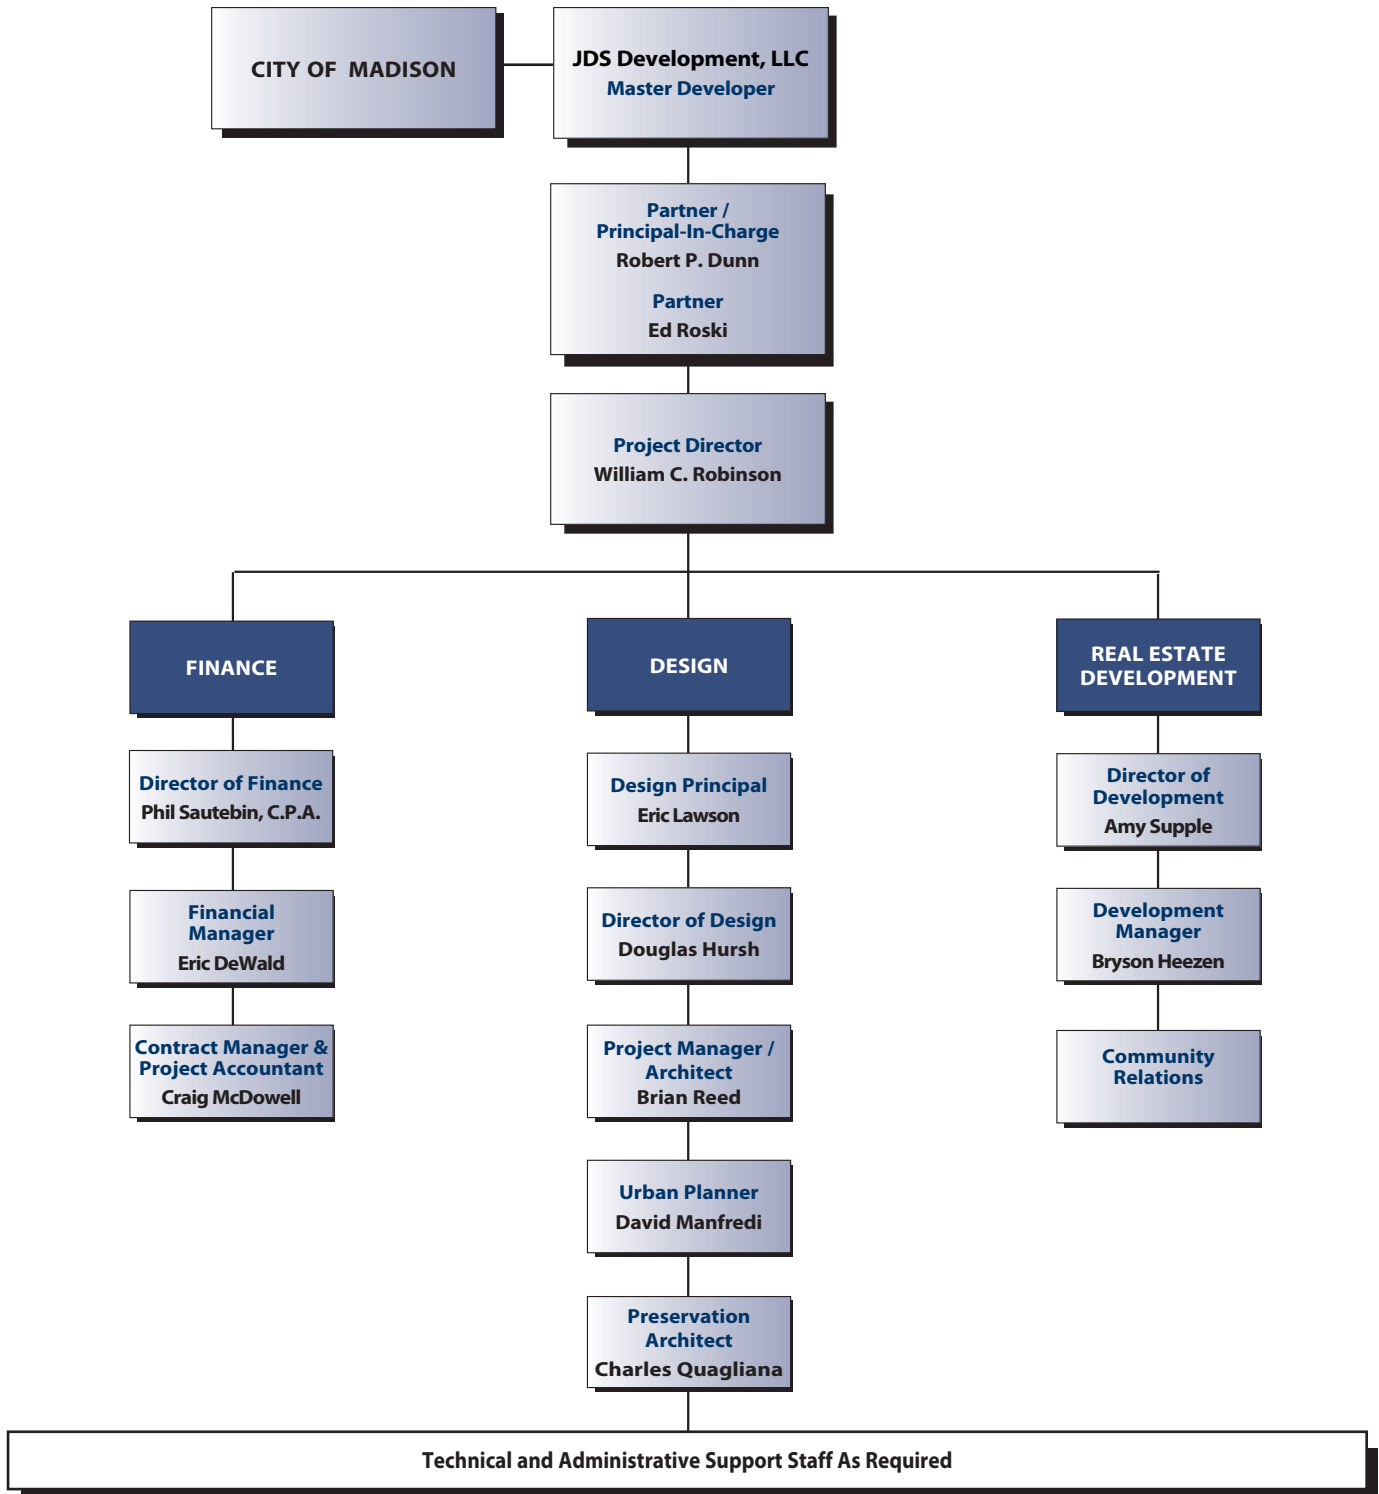 CITY OF MADISON
JDS Development, LLC
Master Developer
Partner /
Principal-In-Charge
Robert P. Dunn
Partner
Ed Roski
Project Director
William C. Robinson
FINANCE
Director of Finance
Phil Sautebin, C.P.A.
Financial
Manager
Eric DeWald
Contract Manager &
Project Accountant
Craig McDowell
DESIGN
Design Principal
Eric Lawson
Director of Design
Douglas Hursh
Project Manager /
Architect
Brian Reed
Urban Planner
David Manfredi
Preservation
Architect
Charles Quagliana
REAL ESTATE
DEVELOPMENT
Director of
Development
Amy Supple
Development
Manager
Bryson Heezen
Community
Relations
Technical and Administrative Support Staff As Required